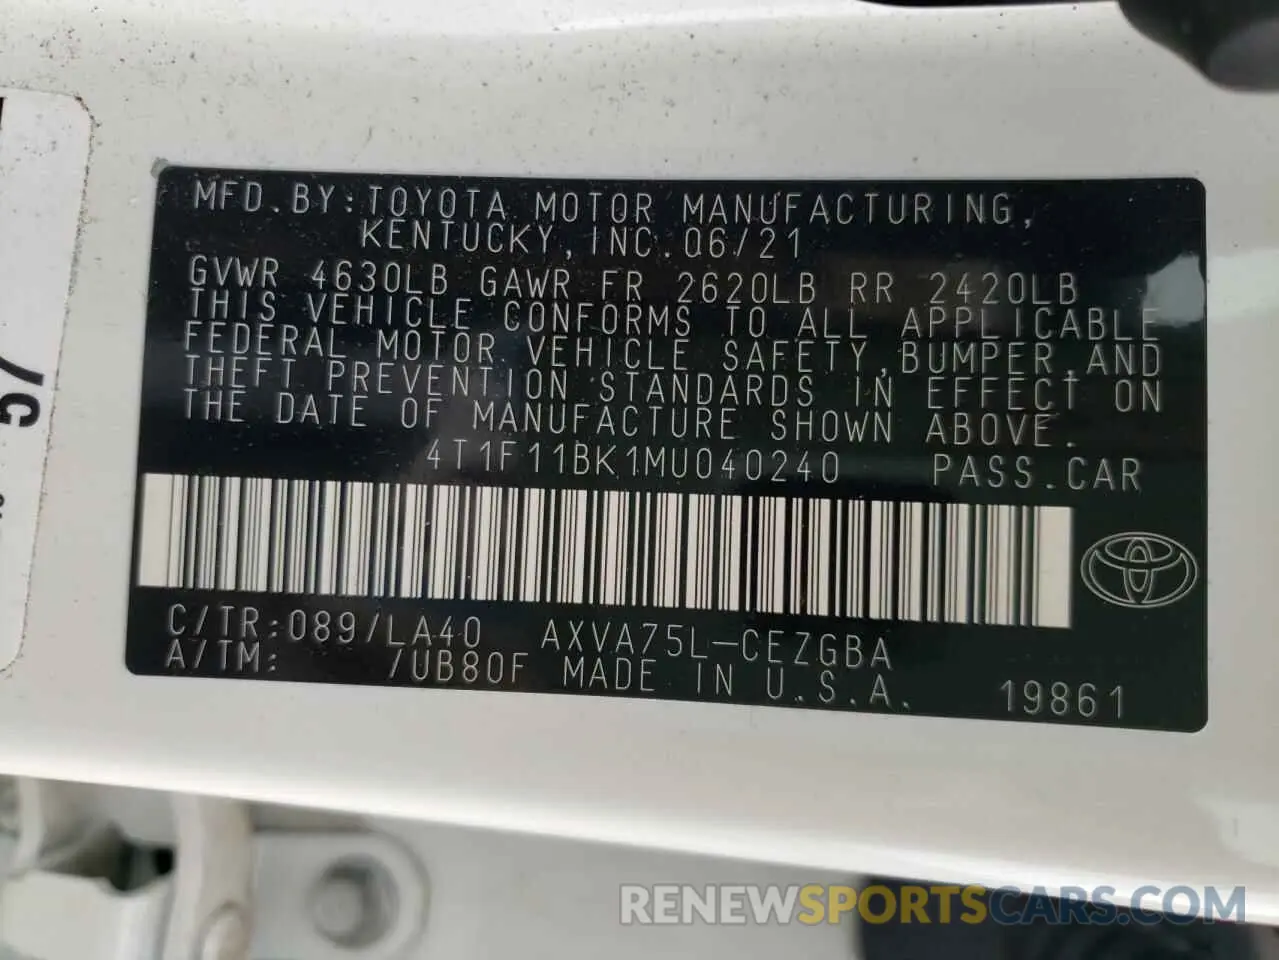 MFD.BY:TOYOTA MOTOR MANUFACTURING,
KENTUCKY, INC. 06/21
GVWR 4630LB GAWR FR 2620LB RR 2420LB
THIS VEHICLE CONFORMS TO ALL APPLICABLE
FEDERAL MOTOR VEHICLE SAFETY, BUMPER, AND
THEFT PREVENTION STANDARDS IN EFFECT ON
THE DATE OF MANUFACTURE SHOWN ABOVE.
4T1F11BK1MU040240 PASS.CAR
C/TR:089/LA40 AXVA75L-CEZGBA
A/TM: /UB80F MADE IN U.S.A. 19861
RENEWSPORTSCARS.COM